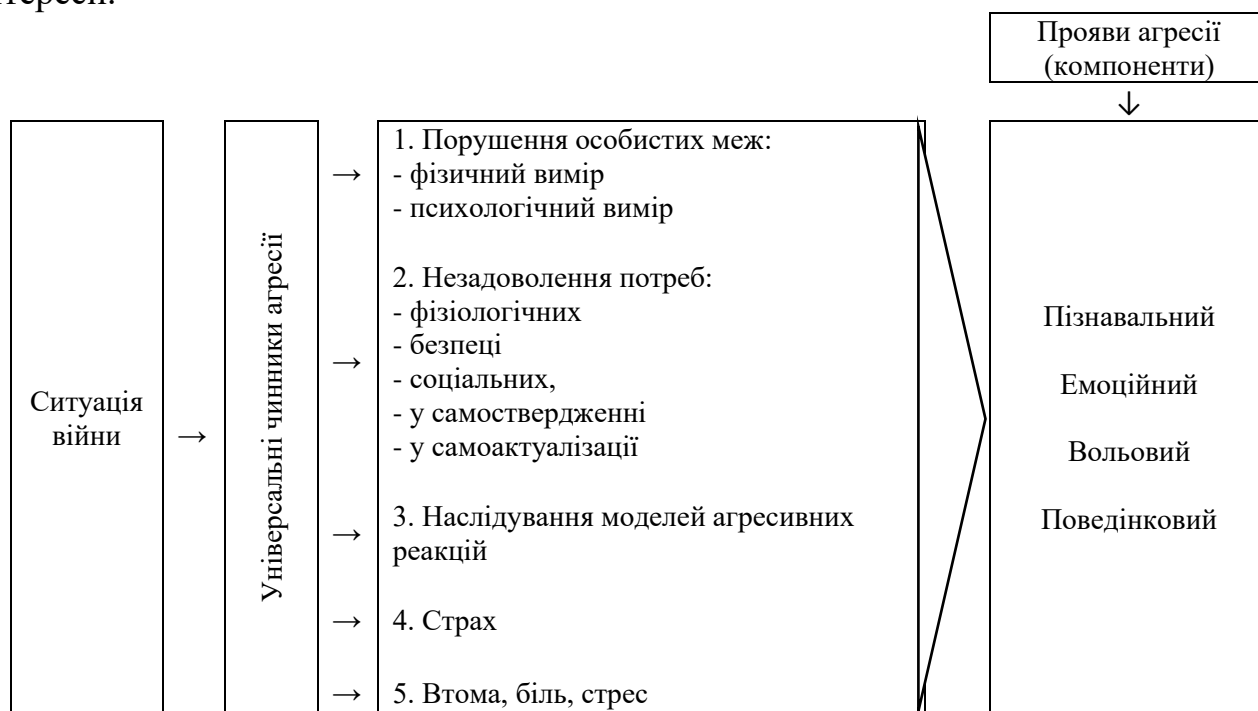 Прояви агресії
(компоненти)
↓
Ситуація
війни
→
Універсальні чинники агресії
→
1. Порушення особистих меж:
- фізичний вимір
- психологічний вимір
→
2. Незадоволення потреб:
- фізіологічних
- безпеці
- соціальних,
- у самоствердженні
- у самоактуалізації
→
3. Наслідування моделей агресивних
реакцій
→
4. Страх
→
5. Втома, біль, стрес
Пізнавальний
Емоційний
Вольовий
Поведінковий